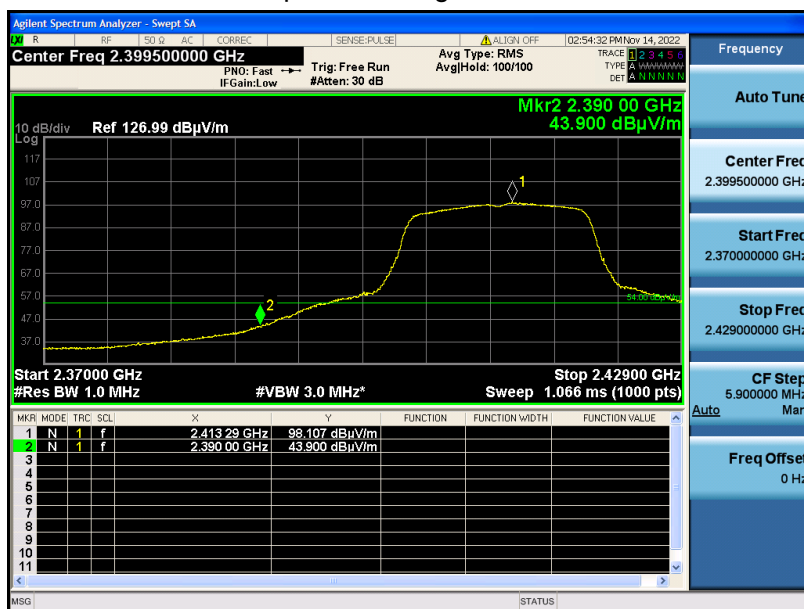 Agilent Spectrum Analyzer - Swept SA
LXI R RF 50 Ω AC CORREC SENSE:PULSE ALIGN OFF 02:54:32 PM Nov 14, 2022
Center Freq 2.399500000 GHz
PNO: Fast
IFGain:Low
Trig: Free Run
#Atten: 30 dB
Avg Type: RMS
Avg|Hold: 100/100
TRACE 1 2 3 4 5 6
TYPE A WWWWW
DET A N N N N N
Mkr2 2.390 00 GHz
43.900 dBµV/m
10 dB/div Ref 126.99 dBµV/m
Log
117
107
97.0
87.0
77.0
67.0
57.0
47.0
37.0
1
2
54.00 dBµV/m
Start 2.37000 GHz Stop 2.42900 GHz
#Res BW 1.0 MHz #VBW 3.0 MHz* Sweep 1.066 ms (1000 pts)
MKR MODE TRC SCL X Y FUNCTION FUNCTION WIDTH FUNCTION VALUE
1 N 1 f 2.413 29 GHz 98.107 dBµV/m
2 N 1 f 2.390 00 GHz 43.900 dBµV/m
3
4
5
6
7
8
9
10
11
MSG STATUS
Frequency
Auto Tune
Center Freq
2.399500000 GHz
Start Freq
2.370000000 GHz
Stop Freq
2.429000000 GHz
CF Step
5.900000 MHz
Auto Man
Freq Offset
0 Hz